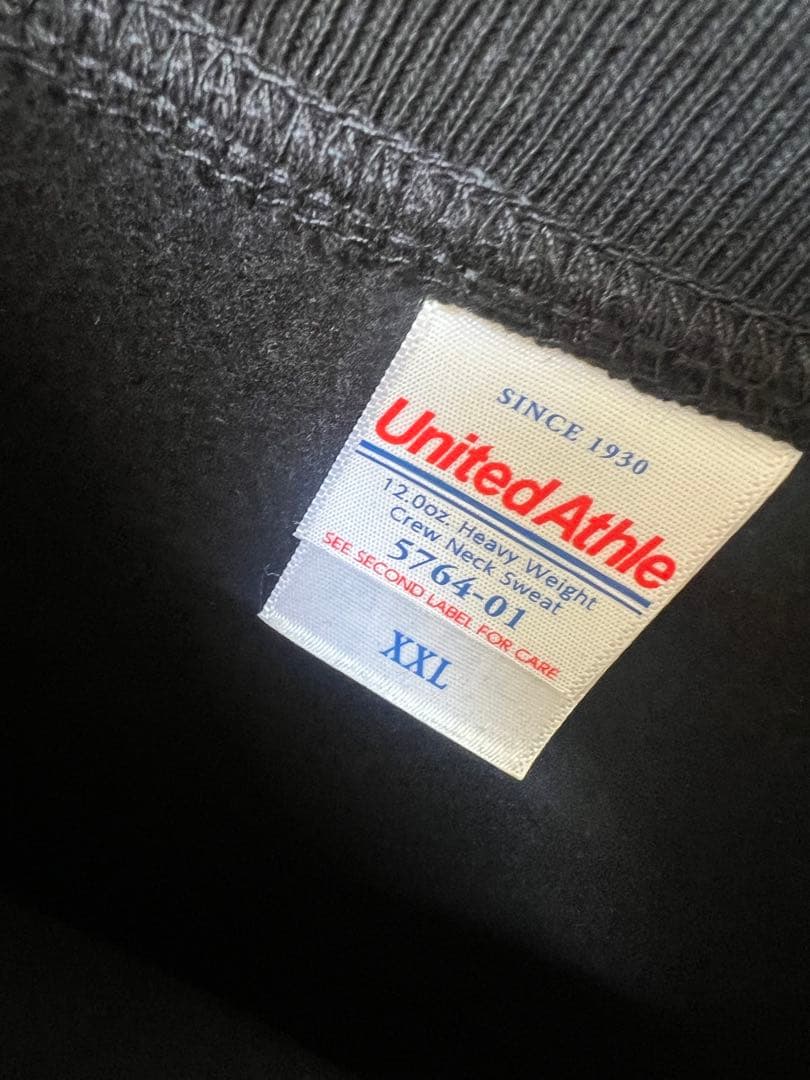 SINCE 1930
UnitedAthle
12.0oz. Heavy Weight
Crew Neck Sweat
5764-01
SEE SECOND LABEL FOR CARE
XXL